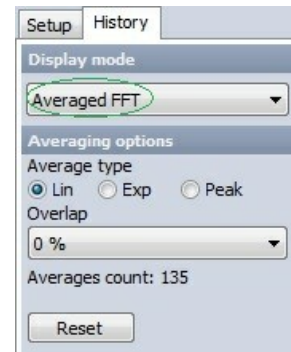 Setup History
Display mode
Averaged FFT
Averaging options
Average type
Lin Exp Peak
Overlap
0 %
Averages count: 135
Reset